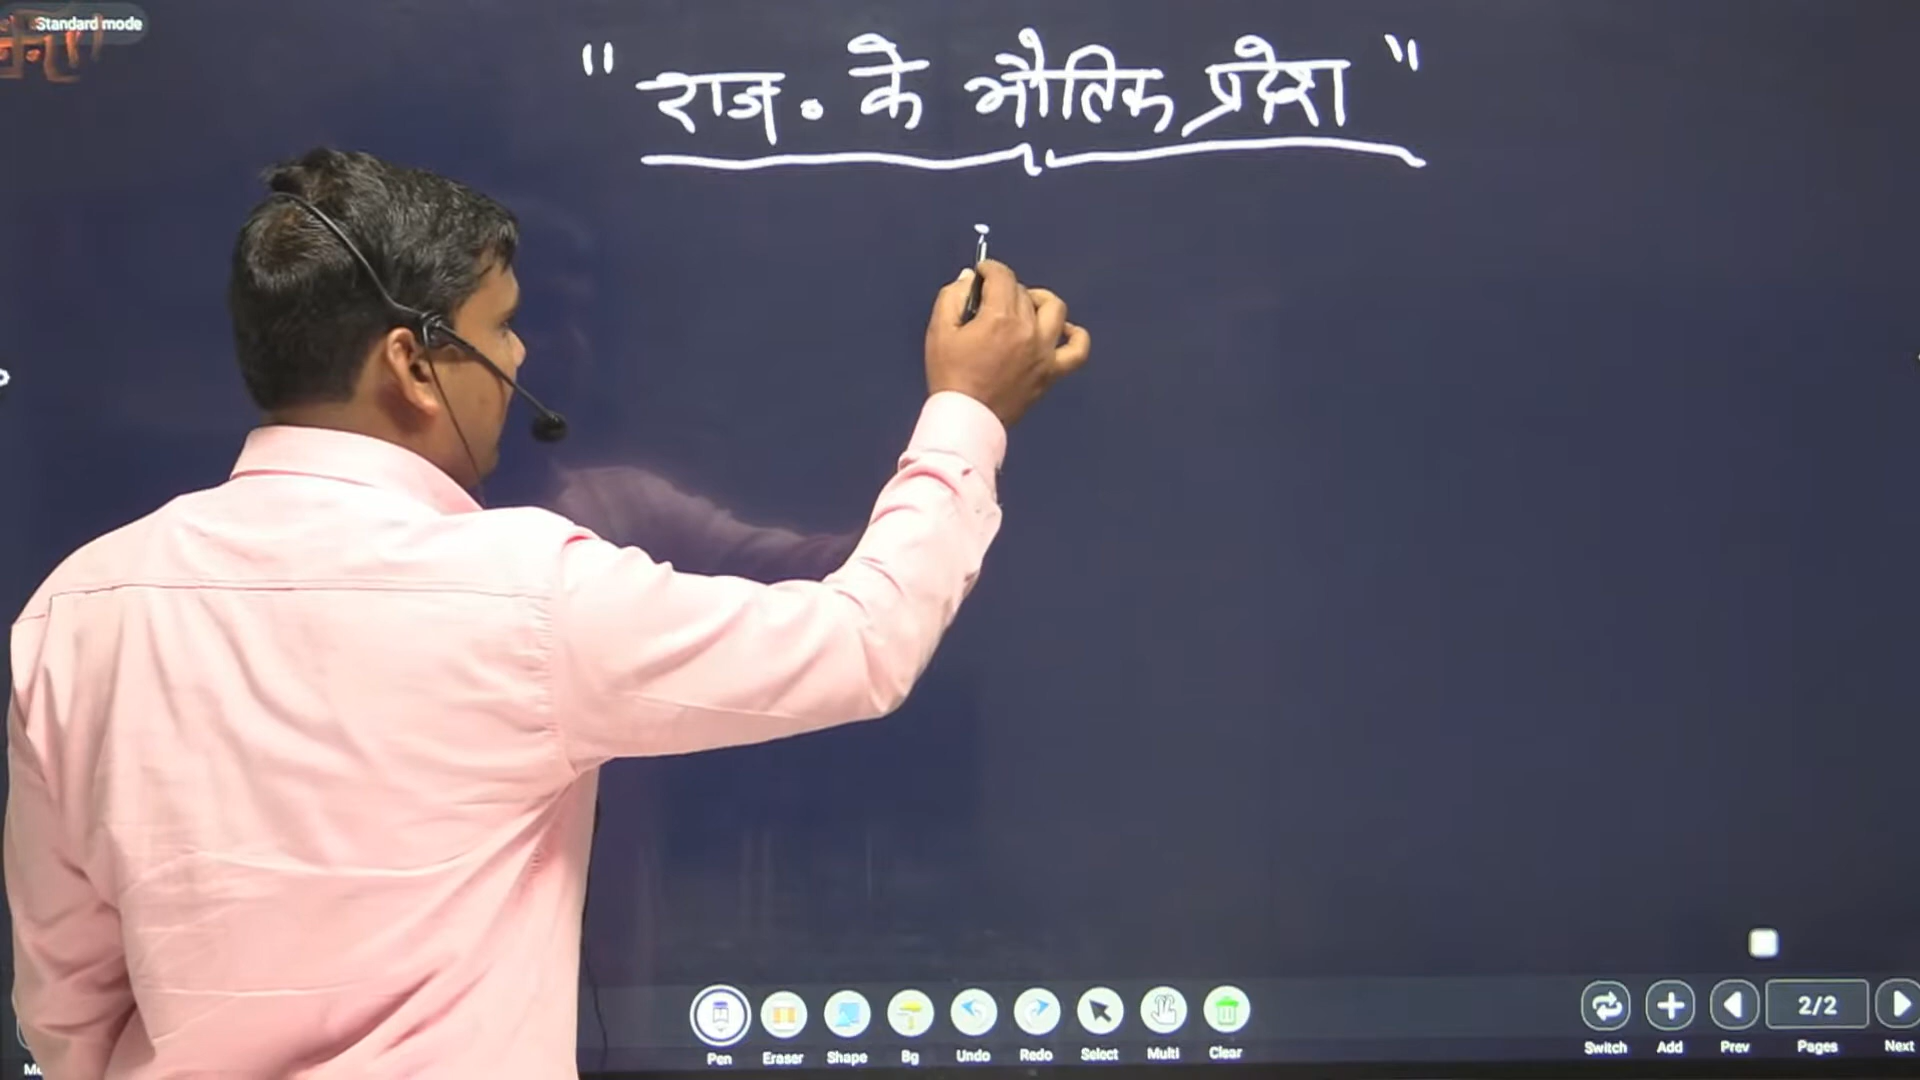 Standard mode
" राज. के भौतिक प्रदेश "
Pen Eraser Shape Bg Undo Redo Select Multi Clear
2/2
Switch Add Prev Pages Next